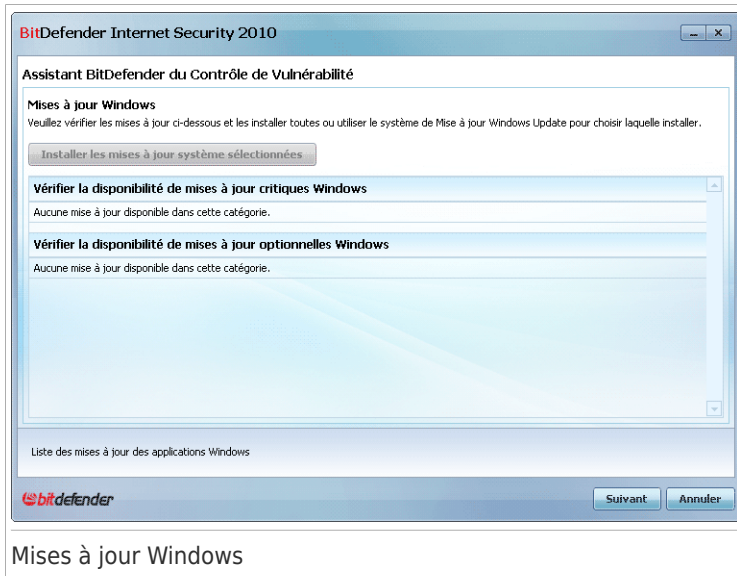 BitDefender Internet Security 2010
Assistant BitDefender du Contrôle de Vulnérabilité
Mises à jour Windows
Veuillez vérifier les mises à jour ci-dessous et les installer toutes ou utiliser le système de Mise à jour Windows Update pour choisir laquelle installer.
Installer les mises à jour système sélectionnées
Vérifier la disponibilité de mises à jour critiques Windows
Aucune mise à jour disponible dans cette catégorie.
Vérifier la disponibilité de mises à jour optionnelles Windows
Aucune mise à jour disponible dans cette catégorie.
Liste des mises à jour des applications Windows
bitdefender
Suivant Annuler
Mises à jour Windows